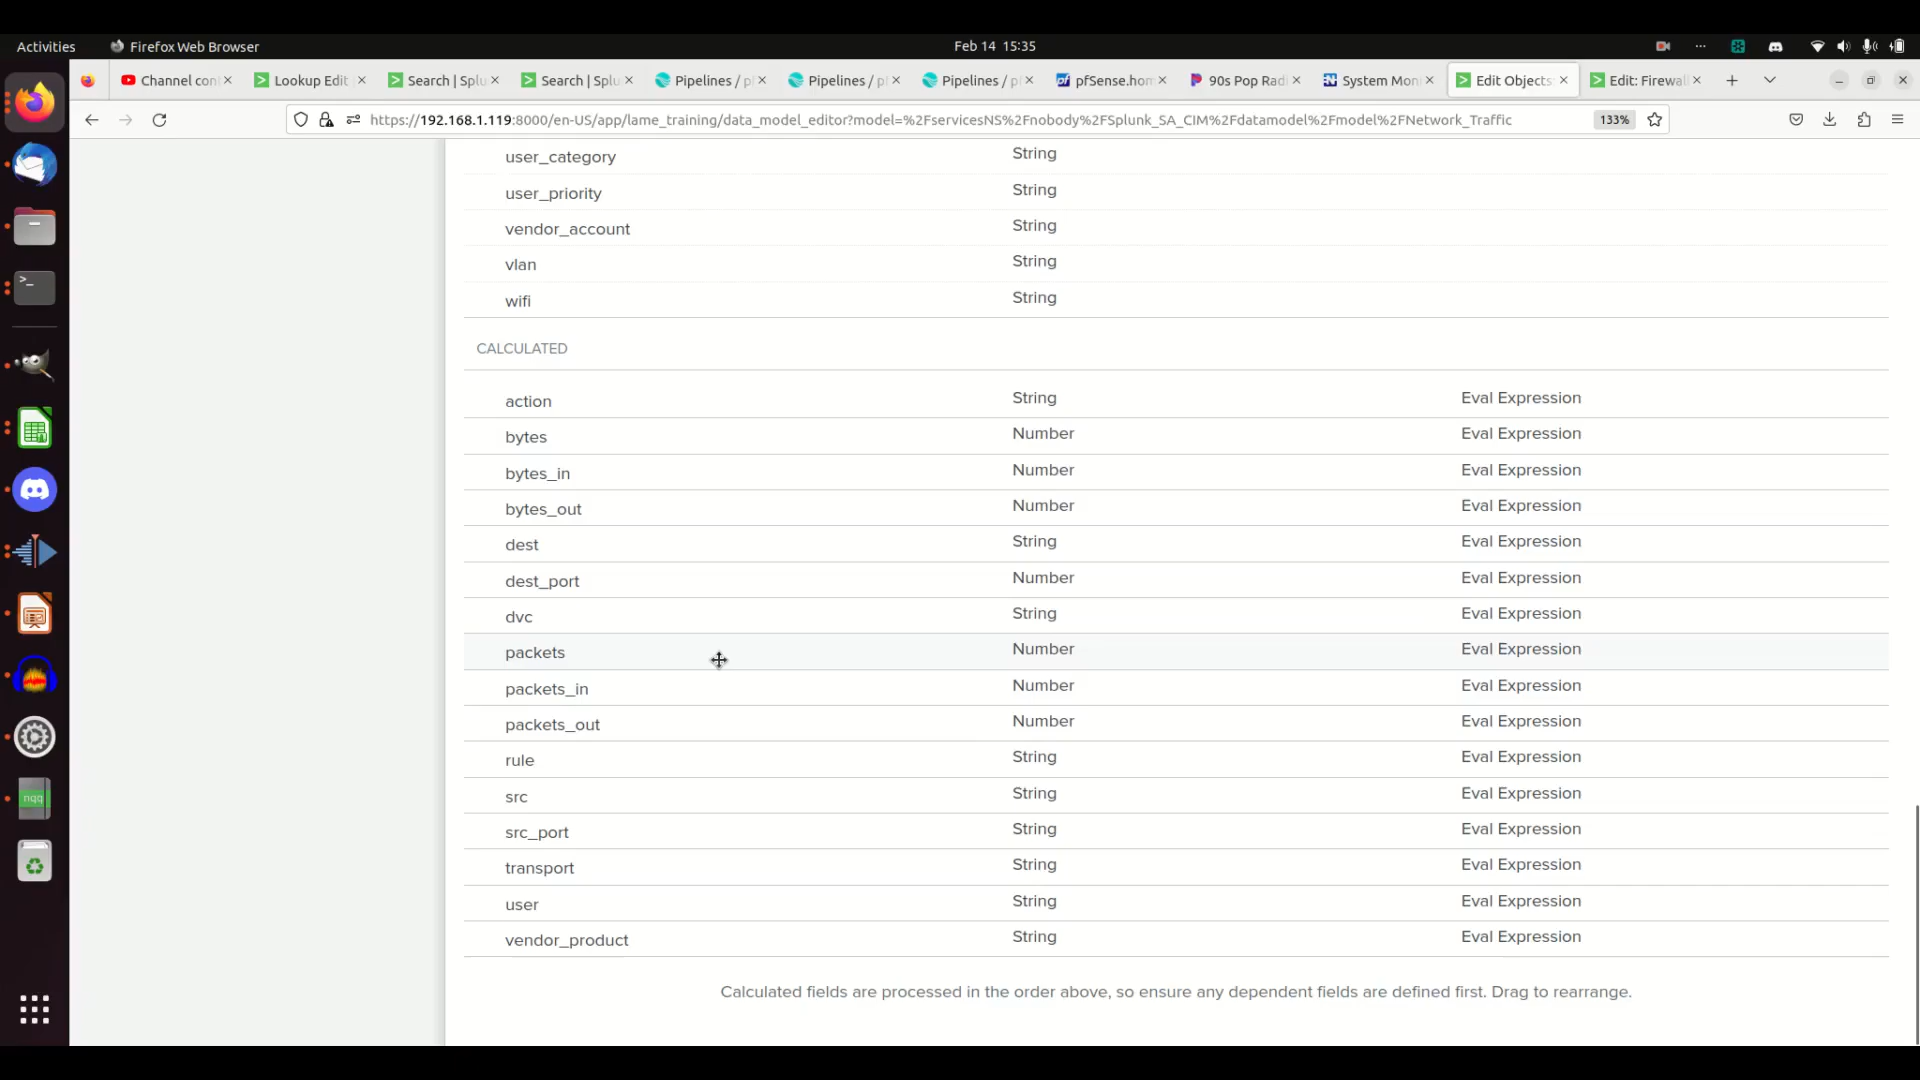 Activities
Firefox Web Browser
Feb 14 15:35
Channel con
Lookup Edit
Search | Splu
Search | Splu
Pipelines / p
Pipelines / p
Pipelines / p
pfSense.hom
90s Pop Radi
System Moni
Edit Objects
Edit: Firewal
https://192.168.1.119:8000/en-US/app/lame_training/data_model_editor?model=%2FservicesNS%2Fnobody%2FSplunk_SA_CIM%2Fdatamodel%2Fmodel%2FNetwork_Traffic
133%
user_category String
user_priority String
vendor_account String
vlan String
wifi String
CALCULATED
action String Eval Expression
bytes Number Eval Expression
bytes_in Number Eval Expression
bytes_out Number Eval Expression
dest String Eval Expression
dest_port Number Eval Expression
dvc String Eval Expression
packets Number Eval Expression
packets_in Number Eval Expression
packets_out Number Eval Expression
rule String Eval Expression
src String Eval Expression
src_port String Eval Expression
transport String Eval Expression
user String Eval Expression
vendor_product String Eval Expression
Calculated fields are processed in the order above, so ensure any dependent fields are defined first. Drag to rearrange.
nqq